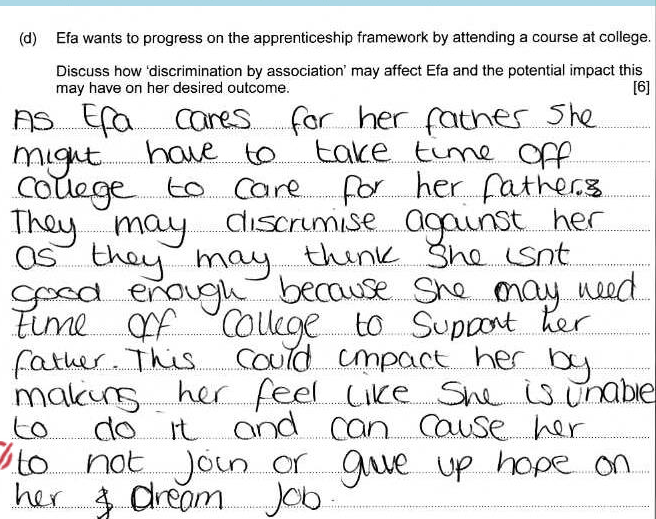 (d) Efa wants to progress on the apprenticeship framework by attending a course at college.
Discuss how 'discrimination by association' may affect Efa and the potential impact this
may have on her desired outcome. [6]
As Efa cares for her father she
might have to take time off
college to care for her father.
They may discrimise against her
as they may think she isnt
good enough because she may need
time off college to support her
father. This could impact her by
making her feel like she is unable
to do it and can cause her
to not join or give up hope on
her dream job.